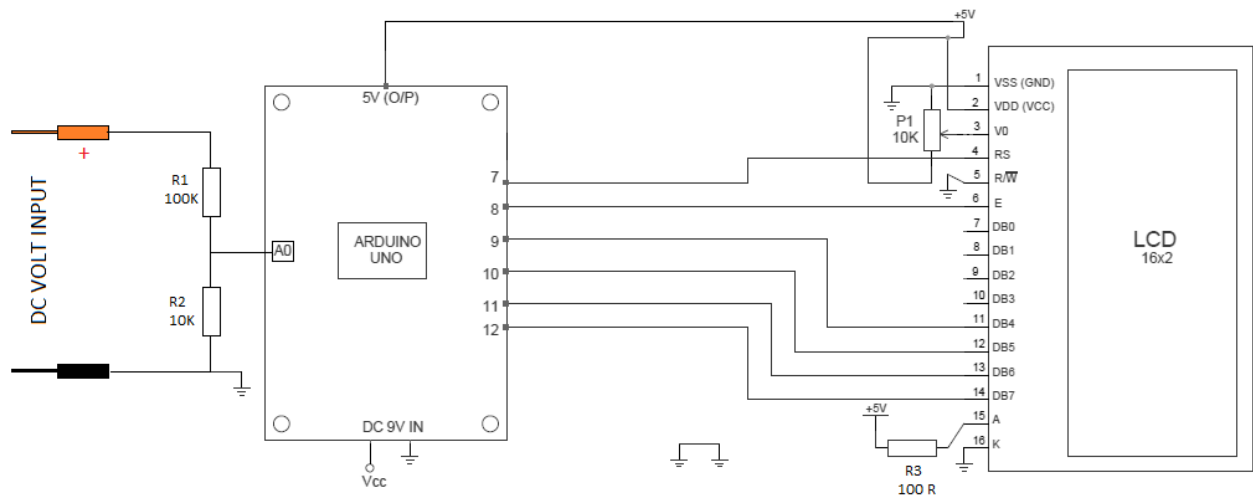 +5V
5V (O/P)
+
DC VOLT INPUT
R1
100K
A0
R2
10K
ARDUINO
UNO
7
8
9
10
11
12
DC 9V IN
Vcc
P1
10K
1 VSS (GND)
2 VDD (VCC)
3 V0
4 RS
5 R/W̅
6 E
7 DB0
8 DB1
9 DB2
10 DB3
11 DB4
12 DB5
13 DB6
14 DB7
15 A
16 K
LCD
16x2
+5V
R3
100 R